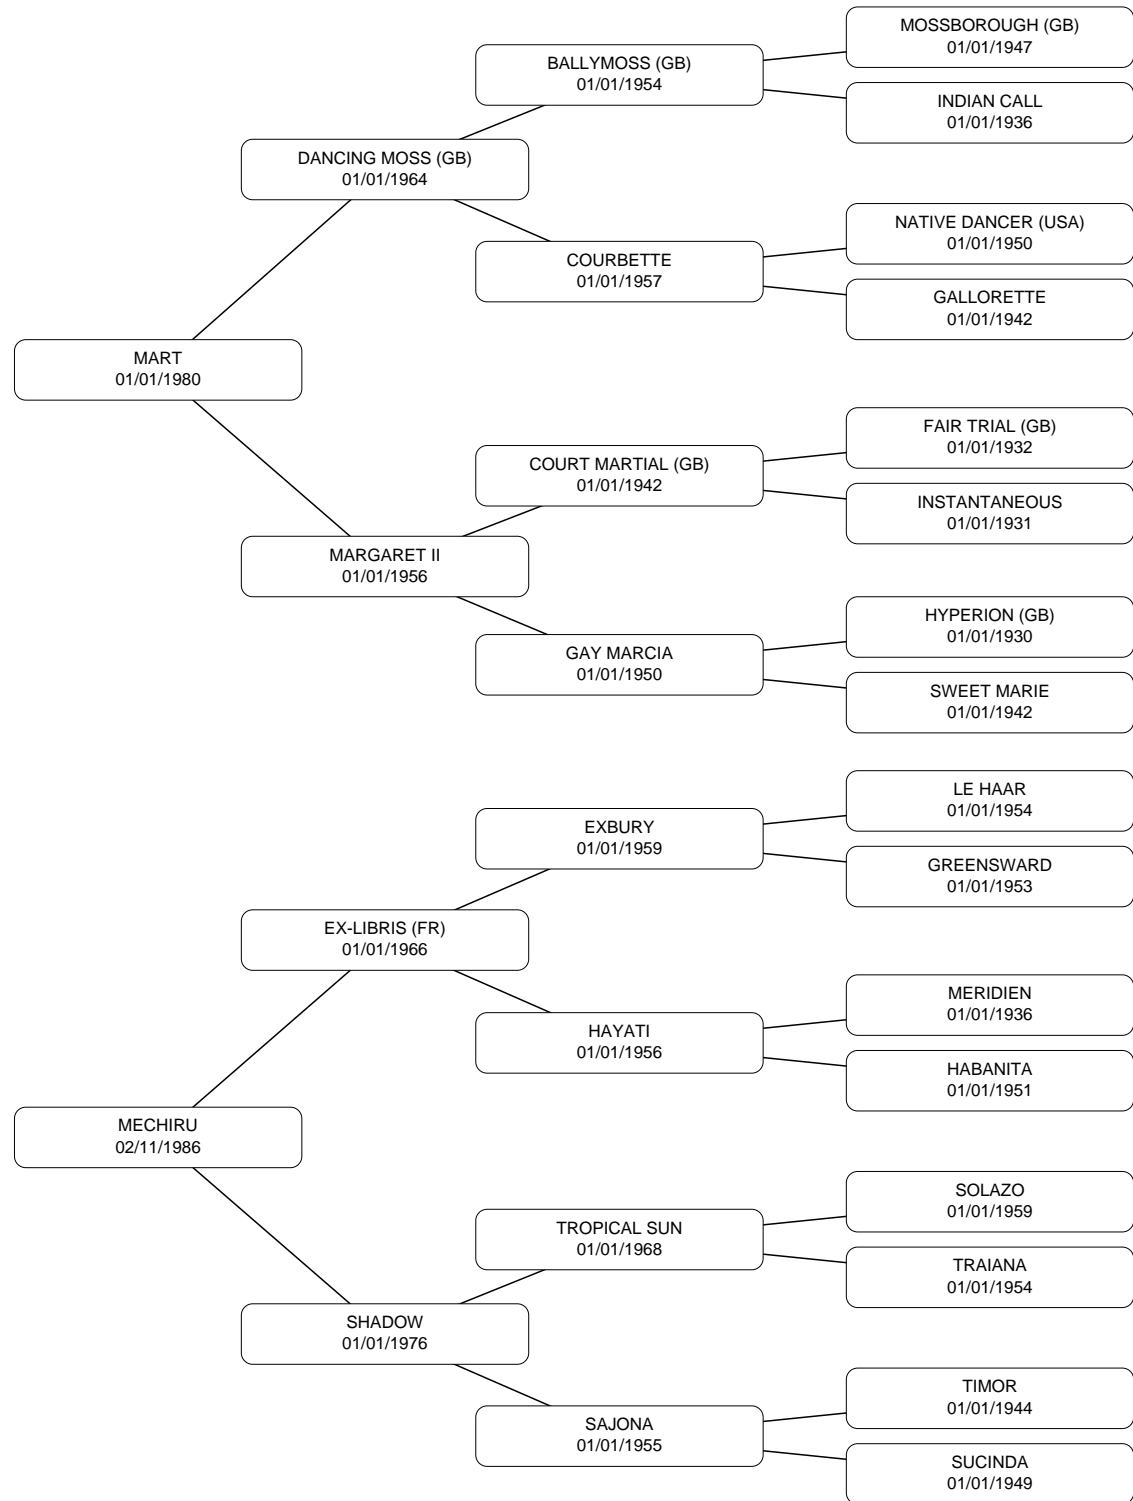 MOSSBOROUGH (GB)
01/01/1947
BALLYMOSS (GB)
01/01/1954
INDIAN CALL
01/01/1936
DANCING MOSS (GB)
01/01/1964
NATIVE DANCER (USA)
01/01/1950
COURBETTE
01/01/1957
GALLORETTE
01/01/1942
MART
01/01/1980
FAIR TRIAL (GB)
01/01/1932
COURT MARTIAL (GB)
01/01/1942
INSTANTANEOUS
01/01/1931
MARGARET II
01/01/1956
HYPERION (GB)
01/01/1930
GAY MARCIA
01/01/1950
SWEET MARIE
01/01/1942
LE HAAR
01/01/1954
EXBURY
01/01/1959
GREENSWARD
01/01/1953
EX-LIBRIS (FR)
01/01/1966
MERIDIEN
01/01/1936
HAYATI
01/01/1956
HABANITA
01/01/1951
MECHIRU
02/11/1986
SOLAZO
01/01/1959
TROPICAL SUN
01/01/1968
TRAIANA
01/01/1954
SHADOW
01/01/1976
TIMOR
01/01/1944
SAJONA
01/01/1955
SUCINDA
01/01/1949